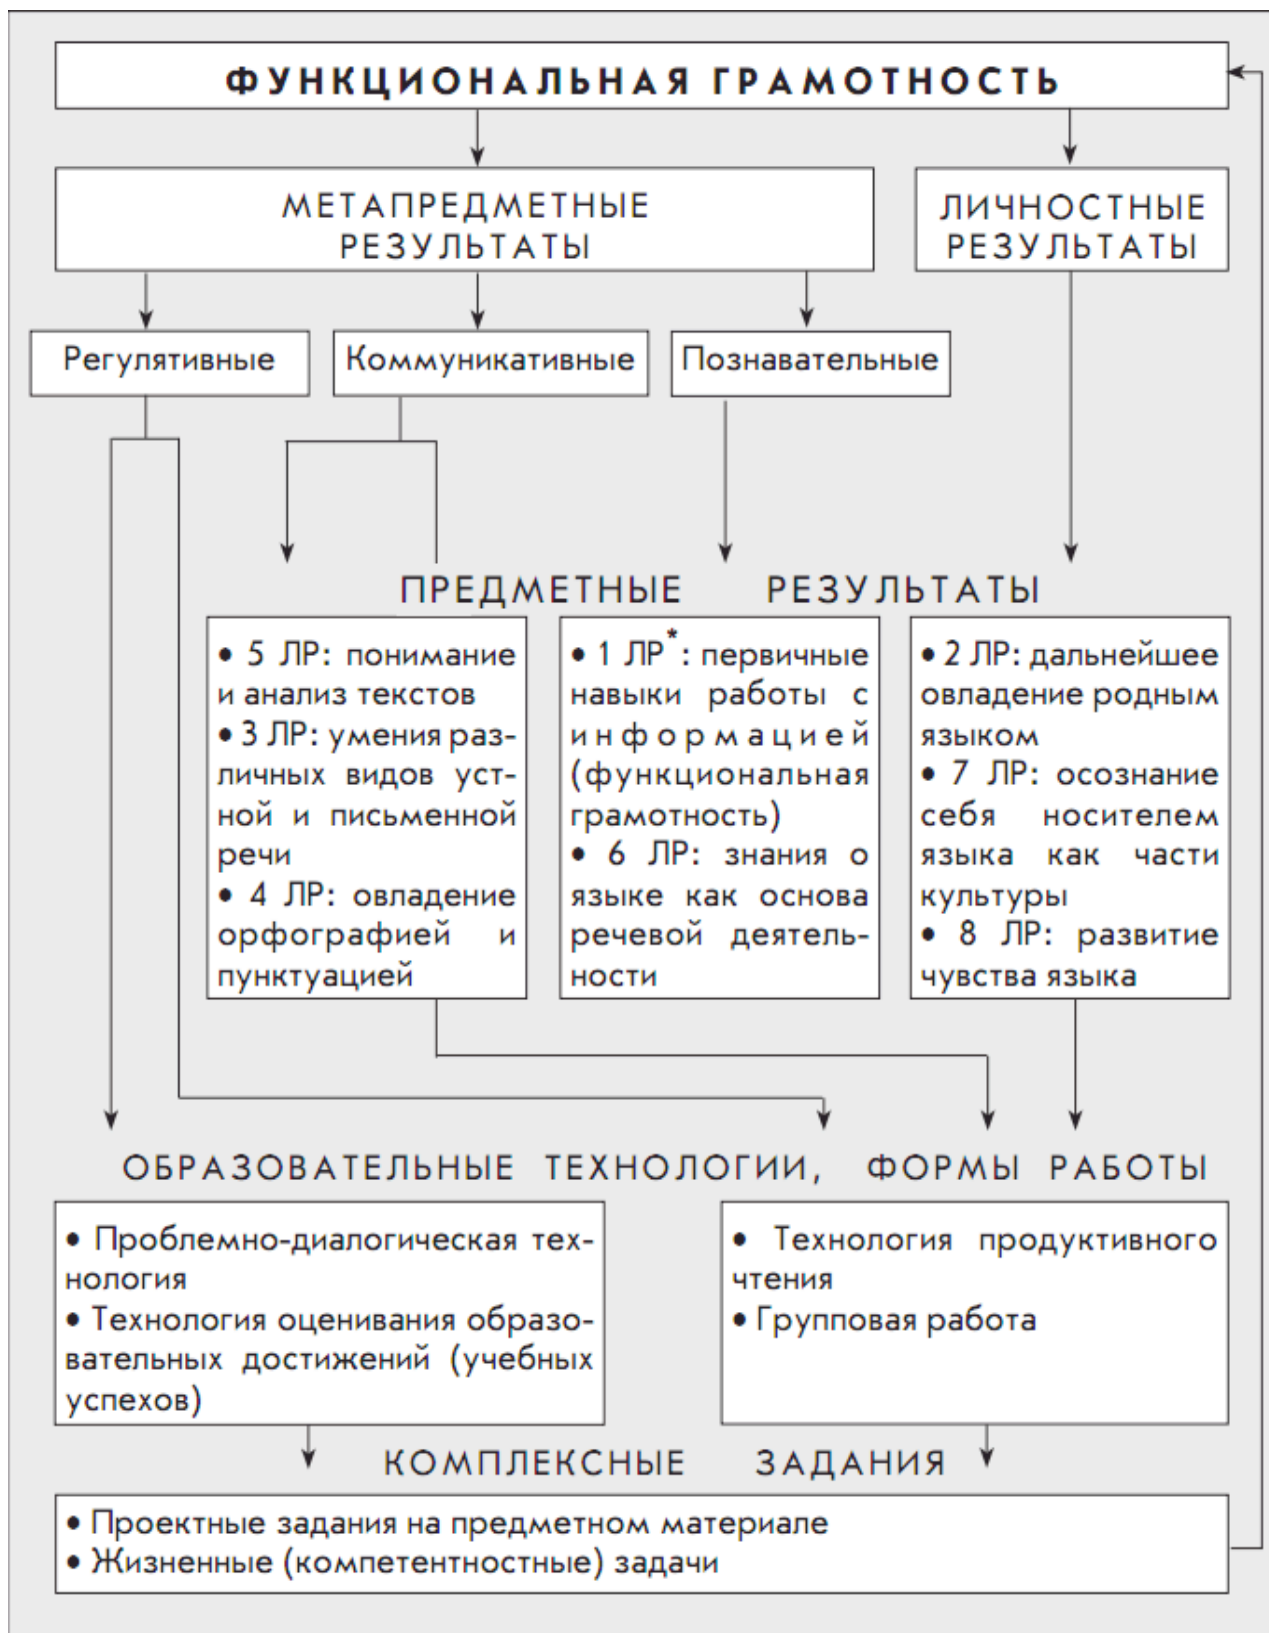 ФУНКЦИОНАЛЬНАЯ ГРАМОТНОСТЬ
МЕТАПРЕДМЕТНЫЕ
РЕЗУЛЬТАТЫ
ЛИЧНОСТНЫЕ
РЕЗУЛЬТАТЫ
Регулятивные
Коммуникативные
Познавательные
ПРЕДМЕТНЫЕ РЕЗУЛЬТАТЫ
• 5 ЛР: понимание
и анализ текстов
• 3 ЛР: умения раз-
личных видов уст-
ной и письменной
речи
• 4 ЛР: овладение
орфографией и
пунктуацией
• 1 ЛР*: первичные
навыки работы с
информацией
(функциональная
грамотность)
• 6 ЛР: знания о
языке как основа
речевой деятель-
ности
• 2 ЛР: дальнейшее
овладение родным
языком
• 7 ЛР: осознание
себя носителем
языка как части
культуры
• 8 ЛР: развитие
чувства языка
ОБРАЗОВАТЕЛЬНЫЕ ТЕХНОЛОГИИ, ФОРМЫ РАБОТЫ
• Проблемно-диалогическая тех-
нология
• Технология оценивания образо-
вательных достижений (учебных
успехов)
• Технология продуктивного
чтения
• Групповая работа
КОМПЛЕКСНЫЕ ЗАДАНИЯ
• Проектные задания на предметном материале
• Жизненные (компетентностные) задачи